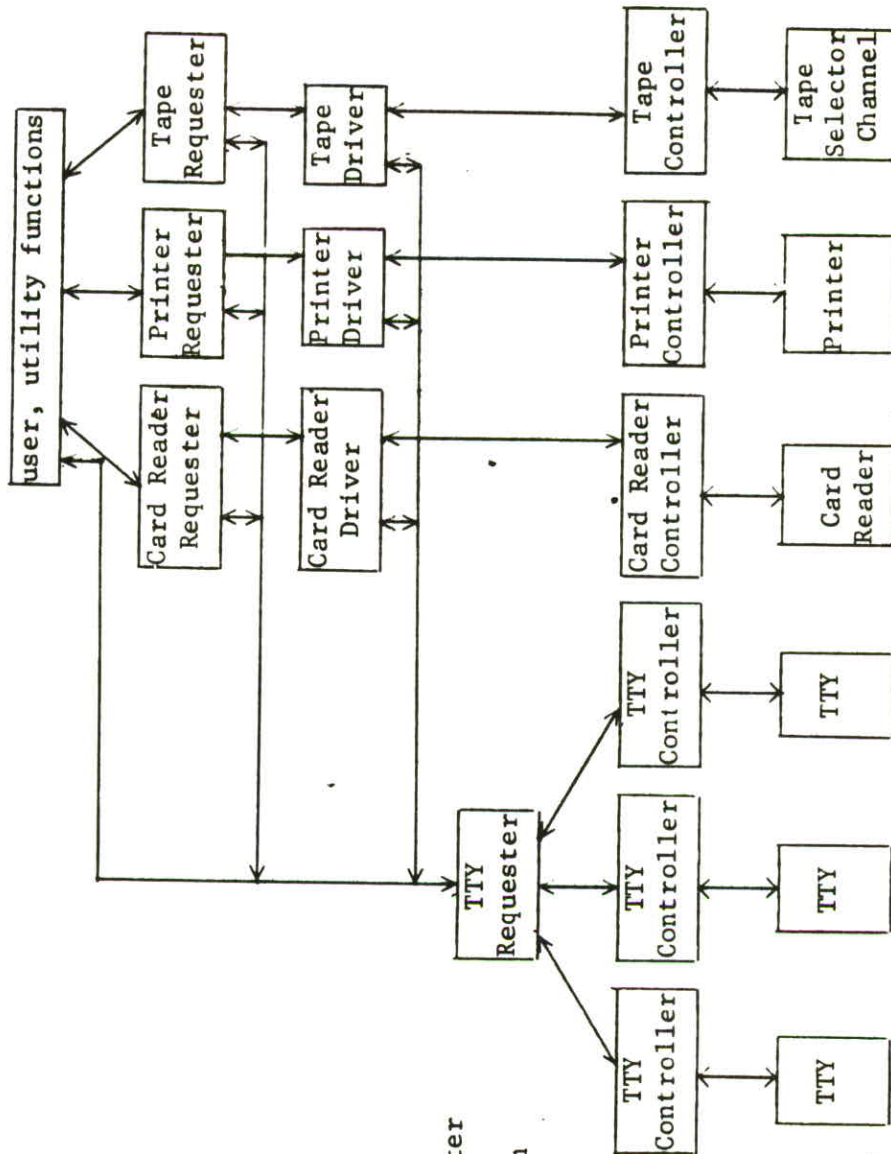 user, utility functions
Card Reader
Requester
Printer
Requester
Tape
Requester
Card Reader
Driver
Printer
Driver
Tape
Driver
TTY
Requester
TTY
Controller
TTY
Controller
TTY
Controller
Card Reader
Controller
Printer
Controller
Tape
Controller
TTY
TTY
TTY
Card
Reader
Printer
Tape
Selector
Channel